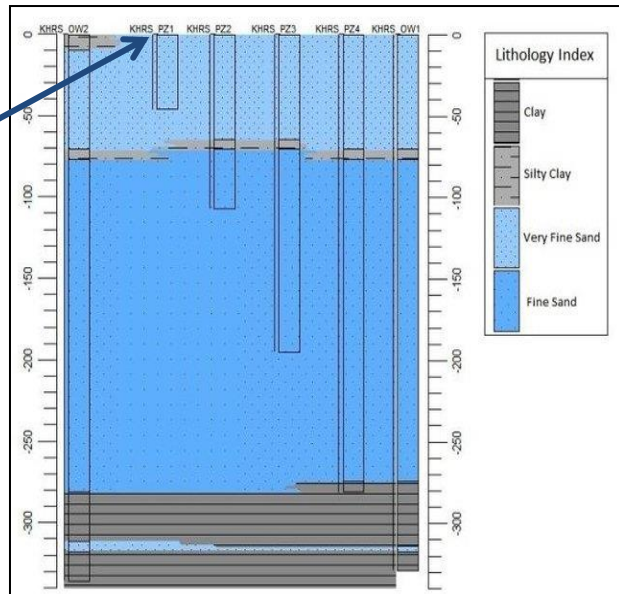 KHRS_OW2 KHRS_PZ1 KHRS_PZ2 KHRS_PZ3 KHRS_PZ4 KHRS_OW1
0 0
-50 -50
-100 -100
-150 -150
-200 -200
-250 -250
-300 -300
Lithology Index
Clay
Silty Clay
Very Fine Sand
Fine Sand